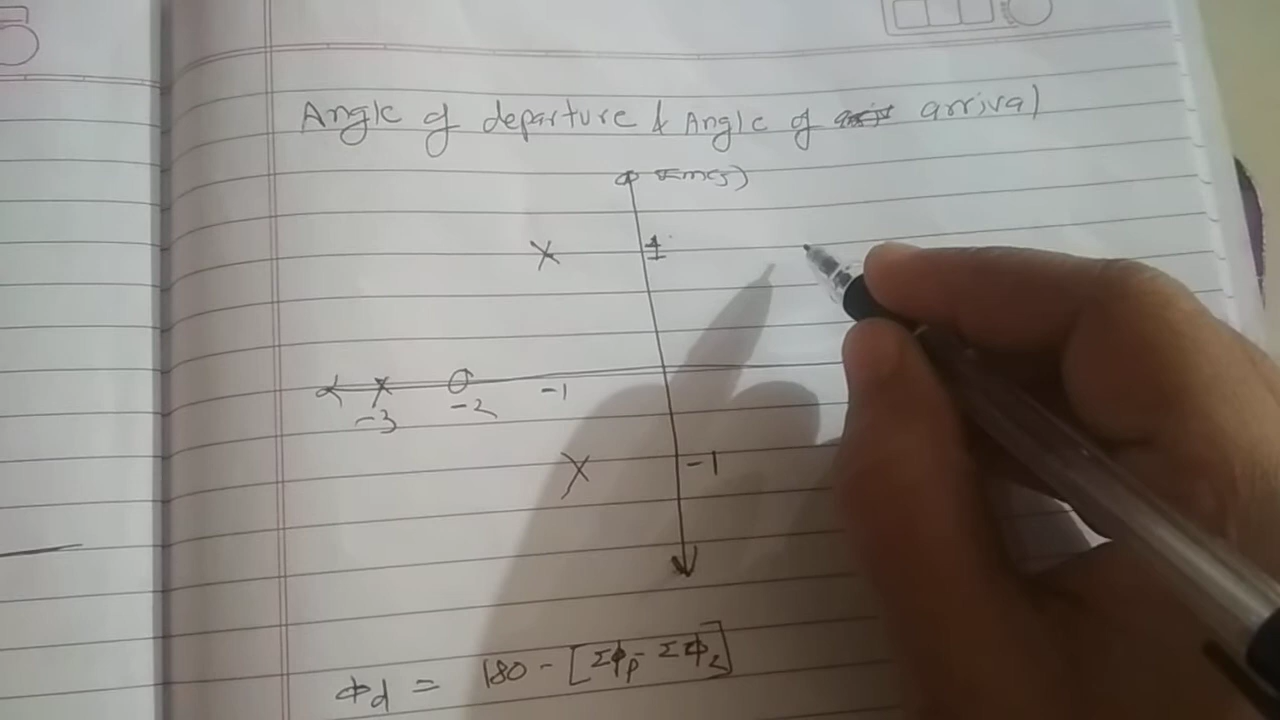 Angle of departure & Angle of arrival
Im(s)
1
-3 -2 -1
-1
Φd = 180 - [ΣΦp - ΣΦz]